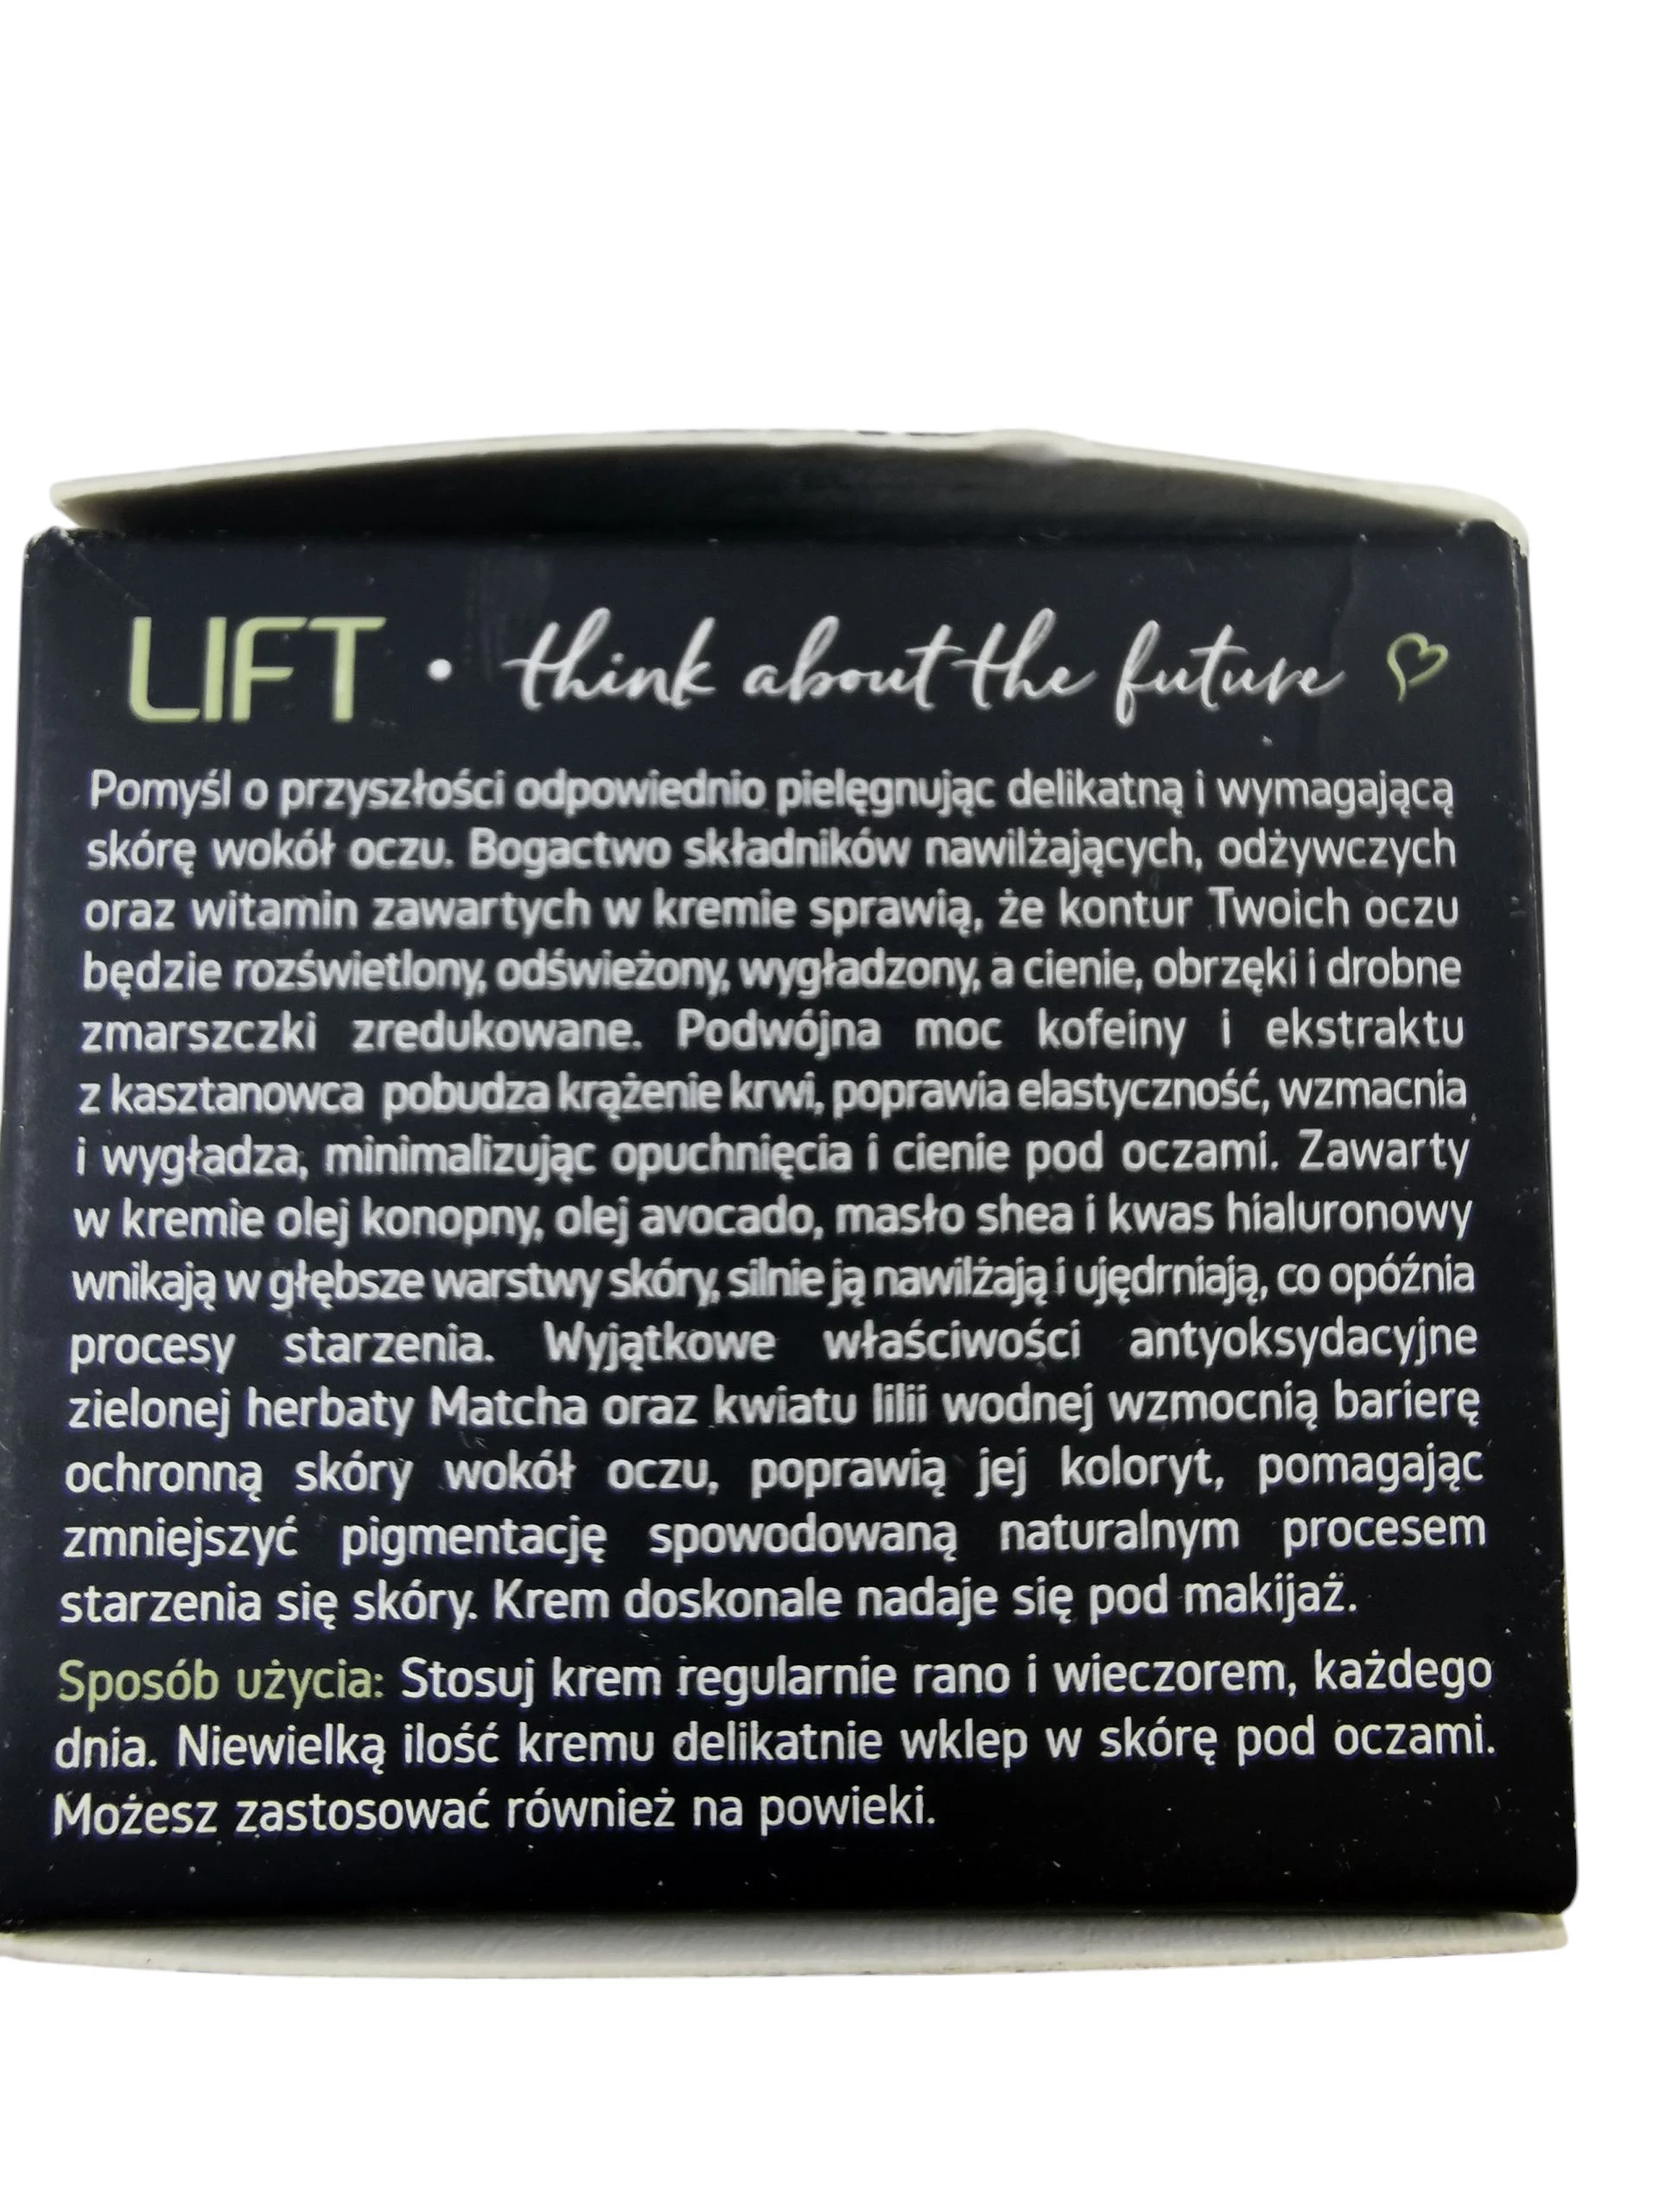 LIFT • think about the future
Pomyśl o przyszłości odpowiednio pielęgnując delikatną i wymagającą
skórę wokół oczu. Bogactwo składników nawilżających, odżywczych
oraz witamin zawartych w kremie sprawią, że kontur Twoich oczu
będzie rozświetlony, odświeżony, wygładzony, a cienie, obrzęki i drobne
zmarszczki zredukowane. Podwójna moc kofeiny i ekstraktu
z kasztanowca pobudza krążenie krwi, poprawia elastyczność, wzmacnia
i wygładza, minimalizując opuchnięcia i cienie pod oczami. Zawarty
w kremie olej konopny, olej avocado, masło shea i kwas hialuronowy
wnikają w głębsze warstwy skóry, silnie ją nawilżają i ujędrniają, co opóźnia
procesy starzenia. Wyjątkowe właściwości antyoksydacyjne
zielonej herbaty Matcha oraz kwiatu lilii wodnej wzmocnią barierę
ochronną skóry wokół oczu, poprawią jej koloryt, pomagając
zmniejszyć pigmentację spowodowaną naturalnym procesem
starzenia się skóry. Krem doskonale nadaje się pod makijaż.
Sposób użycia: Stosuj krem regularnie rano i wieczorem, każdego
dnia. Niewielką ilość kremu delikatnie wklep w skórę pod oczami.
Możesz zastosować również na powieki.